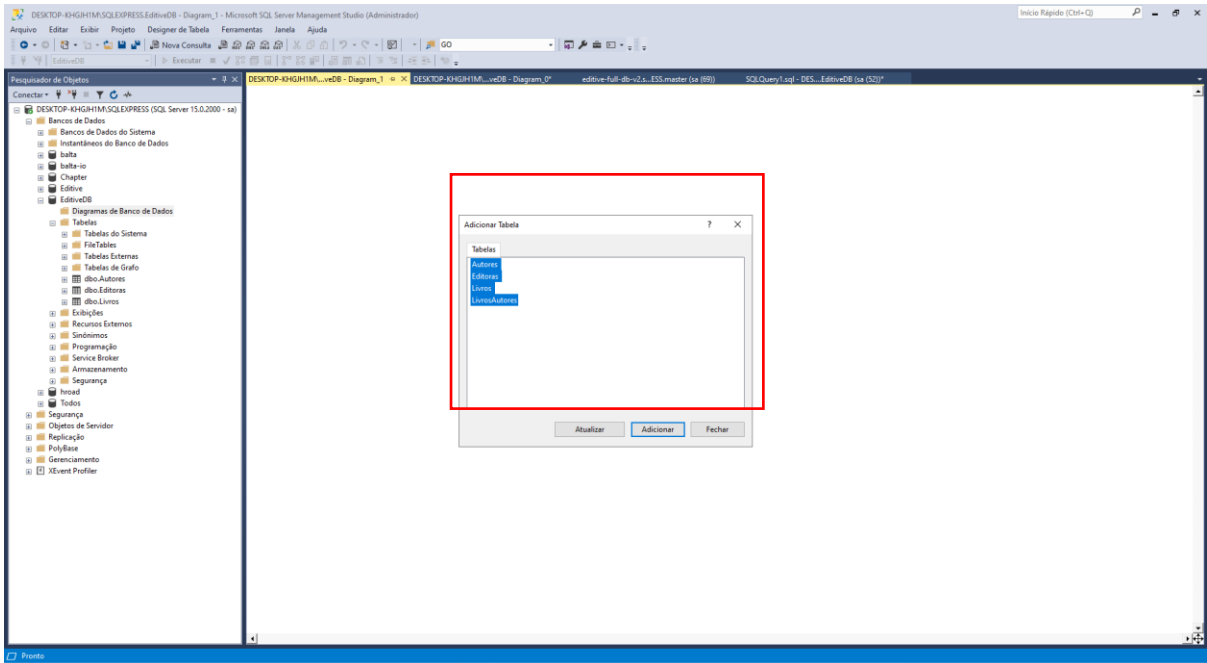 DESKTOP-KHGJH1M\SQLEXPRESS.EditiveDB - Diagram_1 - Microsoft SQL Server Management Studio (Administrador)
Início Rápido (Ctrl+Q)
Arquivo Editar Exibir Projeto Designer de Tabela Ferramentas Janela Ajuda
Nova Consulta
GO
EditiveDB
Executar
Pesquisador de Objetos
DESKTOP-KHGJH1M\...veDB - Diagram_1
DESKTOP-KHGJH1M\...veDB - Diagram_0*
editive-full-db-v2.s...ESS.master (sa (69))
SQLQuery1.sql - DES...EditiveDB (sa (52))*
Conectar
DESKTOP-KHGJH1M\SQLEXPRESS (SQL Server 15.0.2000 - sa)
Bancos de Dados
Bancos de Dados do Sistema
Instantâneos do Banco de Dados
balta
balta-io
Chapter
Editive
EditiveDB
Diagramas de Banco de Dados
Tabelas
Tabelas do Sistema
FileTables
Tabelas Externas
Tabelas de Grafo
dbo.Autores
dbo.Editoras
dbo.Livros
Exibições
Recursos Externos
Sinônimos
Programação
Service Broker
Armazenamento
Segurança
hroad
Todos
Segurança
Objetos de Servidor
Replicação
PolyBase
Gerenciamento
XEvent Profiler
Adicionar Tabela
Tabelas
Autores
Editoras
Livros
LivrosAutores
Atualizar Adicionar Fechar
Pronto